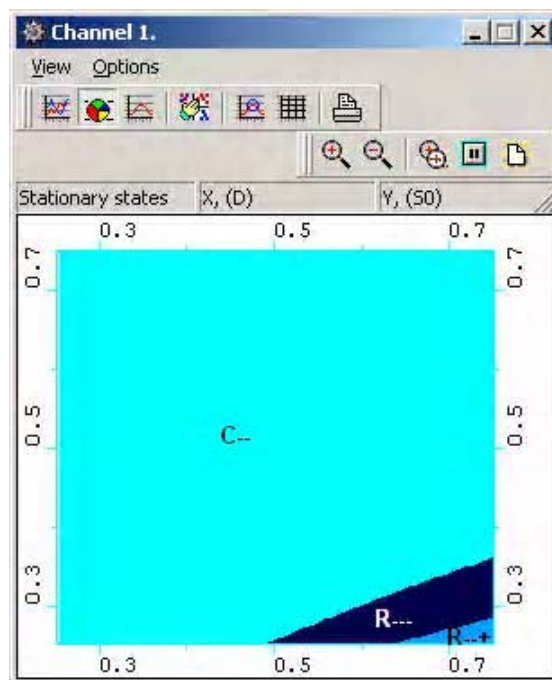 Channel 1.
View Options
Stationary states X, (D) Y, (S0)
0.3 0.5 0.7
0.7 0.7
C--
0.5 0.5
0.3 0.3
R---
R--+
0.3 0.5 0.7